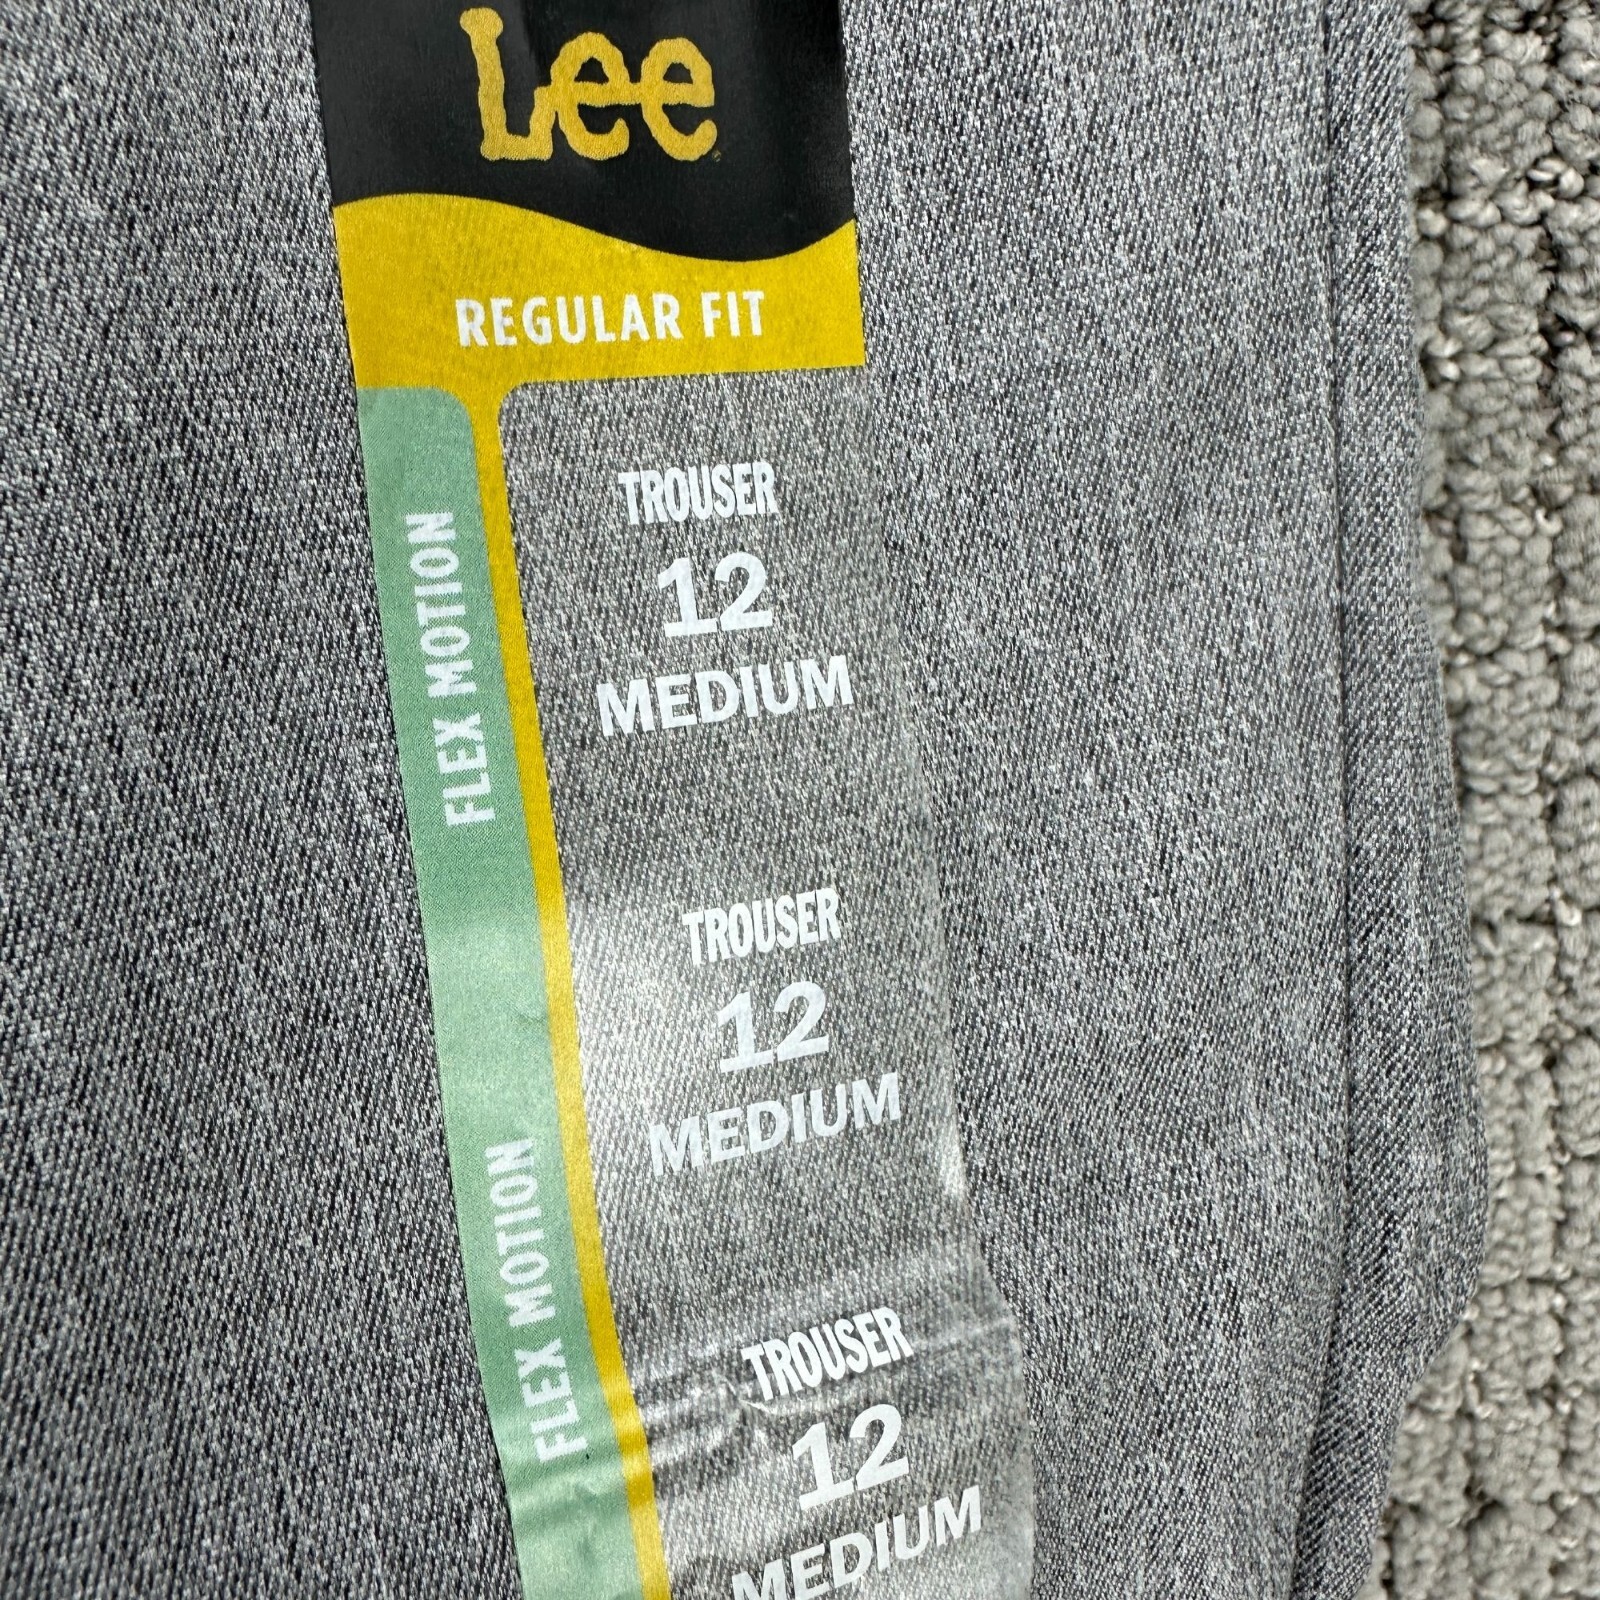 Lee
REGULAR FIT
FLEX MOTION
TROUSER
12
MEDIUM
TROUSER
12
MEDIUM
FLEX MOTION
TROUSER
12
MEDIUM